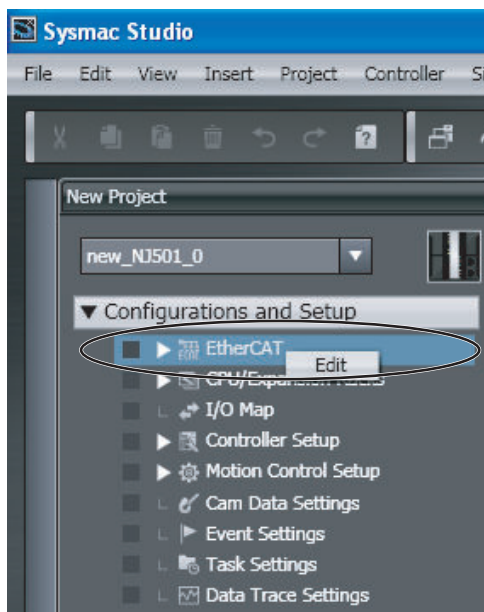 Sysmac Studio
File Edit View Insert Project Controller
New Project
new_NJ501_0
▼ Configurations and Setup
EtherCAT
Edit
I/O Map
Controller Setup
Motion Control Setup
Cam Data Settings
Event Settings
Task Settings
Data Trace Settings